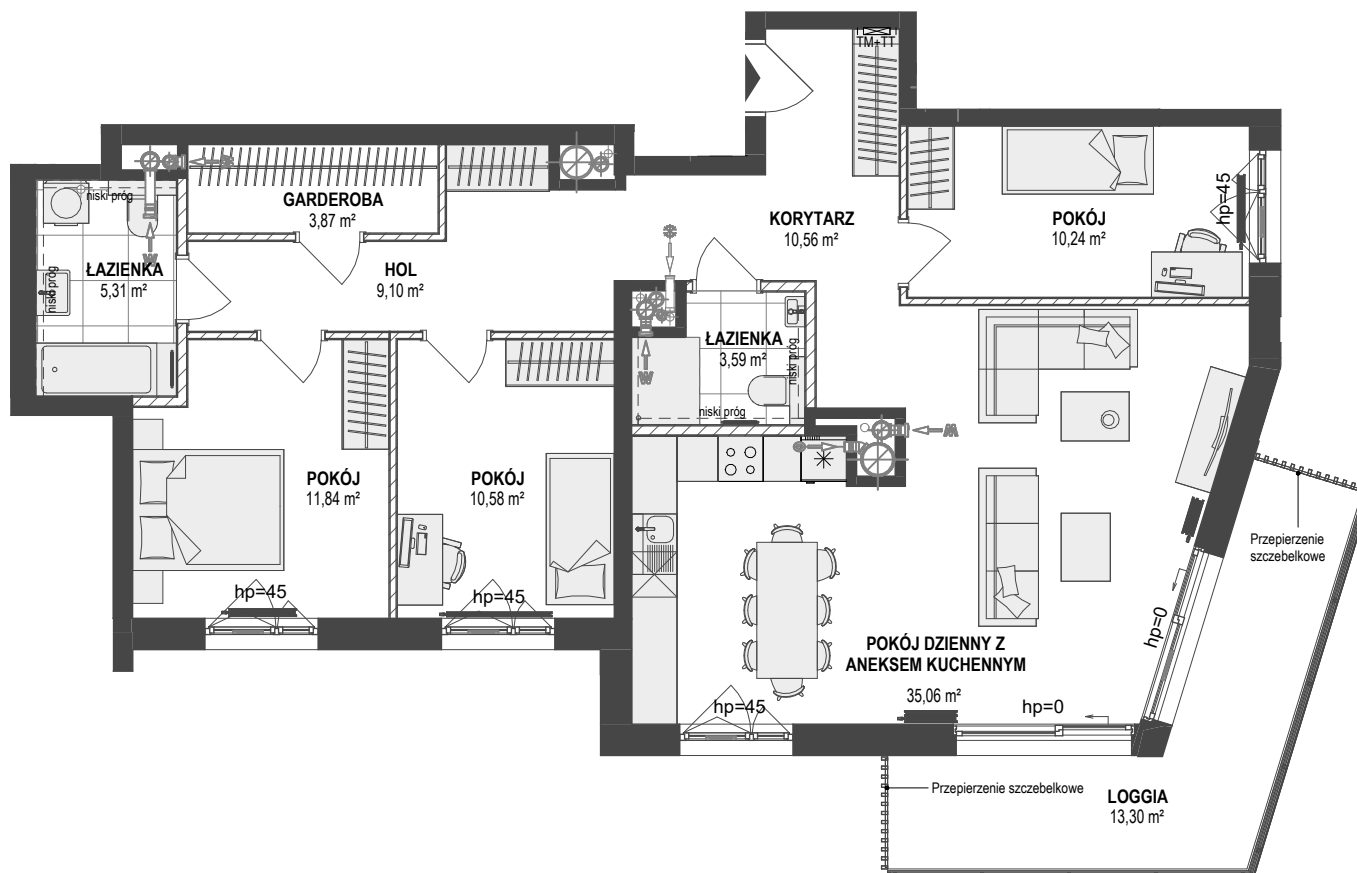 TM+TT
GARDEROBA
3,87 m²
niski próg
ŁAZIENKA
5,31 m²
niski próg
W
HOL
9,10 m²
KORYTARZ
10,56 m²
POKÓJ
10,24 m²
hp=45
ŁAZIENKA
3,59 m²
niski próg
niski próg
W
W
POKÓJ
11,84 m²
hp=45
POKÓJ
10,58 m²
hp=45
POKÓJ DZIENNY Z
ANEKSEM KUCHENNYM
35,06 m²
hp=45
hp=0
hp=0
Przepierzenie
szczebelkowe
Przepierzenie szczebelkowe
LOGGIA
13,30 m²